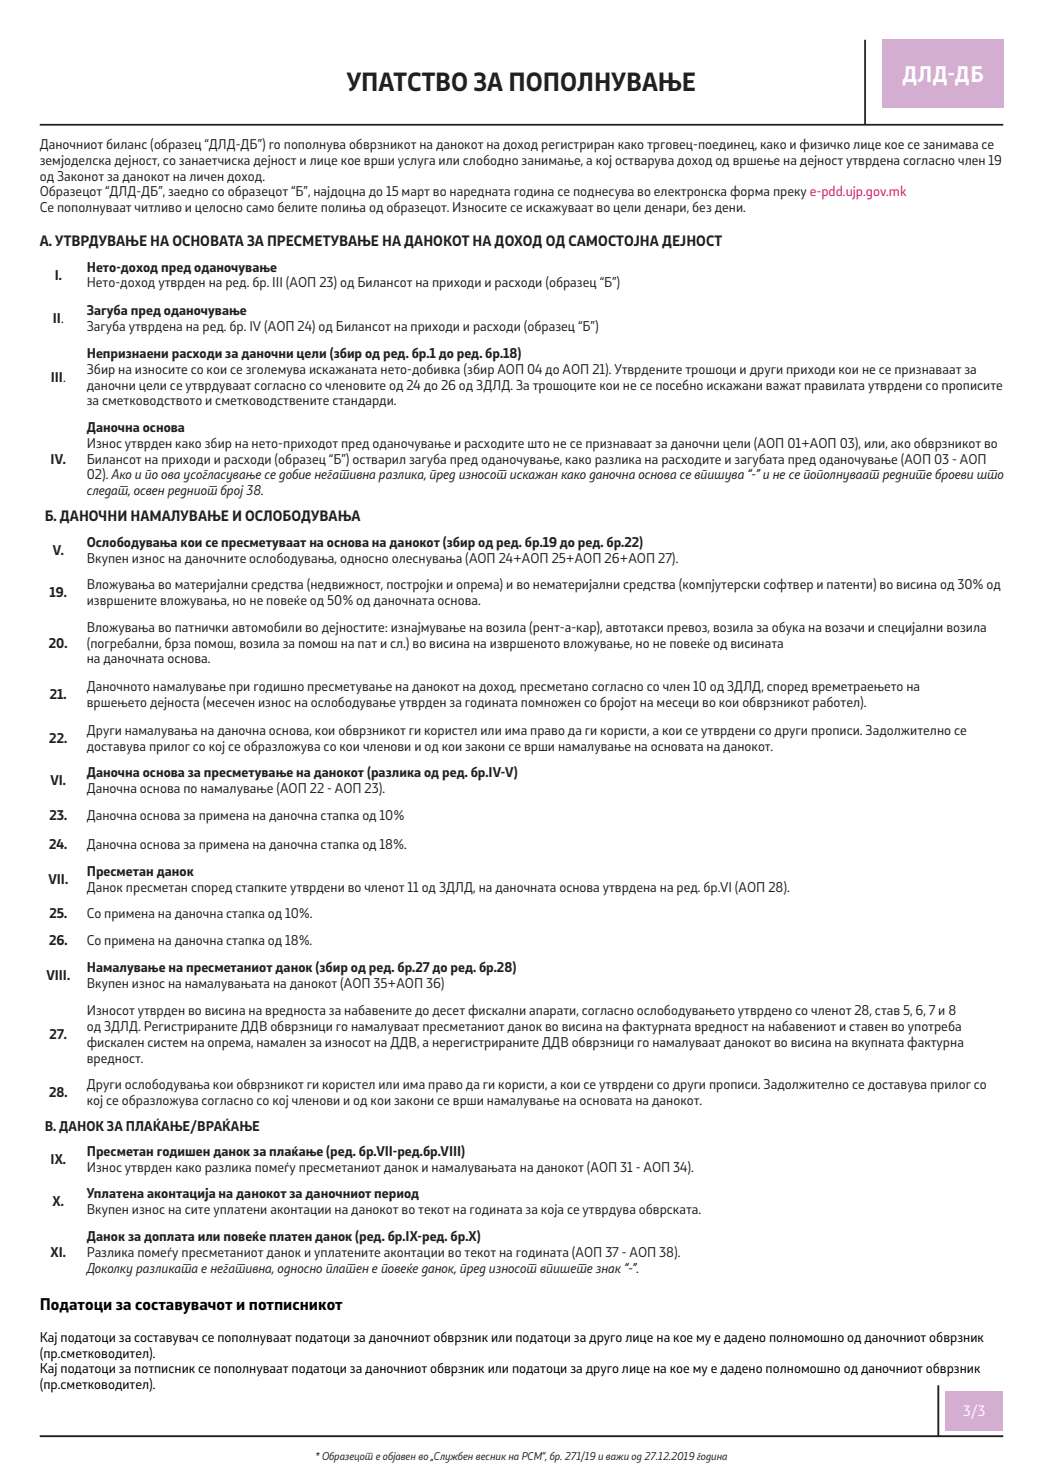 УПАТСТВО ЗА ПОПОЛНУВАЊЕ
ДЛД-ДБ
Даночниот биланс (образец “ДЛД-ДБ”) го пополнува обврзникот на данокот на доход регистриран како трговец-поединец, како и физичко лице кое се занимава се
земјоделска дејност, со занаетчиска дејност и лице кое врши услуга или слободно занимање, а кој остварува доход од вршење на дејност утврдена согласно член 19
од Законот за данокот на личен доход.
Образецот “ДЛД-ДБ”, заедно со образецот “Б”, најдоцна до 15 март во наредната година се поднесува во електронска форма преку e-pdd.ujp.gov.mk
Се пополнуваат читливо и целосно само белите полиња од образецот. Износите се искажуваат во цели денари, без дени.
А. УТВРДУВАЊЕ НА ОСНОВАТА ЗА ПРЕСМЕТУВАЊЕ НА ДАНОКОТ НА ДОХОД ОД САМОСТОЈНА ДЕЈНОСТ
I.
Нето-доход пред оданочување
Нето-доход утврден на ред. бр. III (АОП 23) од Билансот на приходи и расходи (образец “Б”)
II.
Загуба пред оданочување
Загуба утврдена на ред. бр. IV (АОП 24) од Билансот на приходи и расходи (образец “Б”)
III.
Непризнаени расходи за даночни цели (збир од ред. бр.1 до ред. бр.18)
Збир на износите со кои се зголемува искажаната нето-добивка (збир АОП 04 до АОП 21). Утврдените трошоци и други приходи кои не се признаваат за
даночни цели се утврдуваат согласно со членовите од 24 до 26 од ЗДЛД. За трошоците кои не се посебно искажани важат правилата утврдени со прописите
за сметководството и сметководствените стандарди.
IV.
Даночна основа
Износ утврден како збир на нето-приходот пред оданочување и расходите што не се признаваат за даночни цели (АОП 01+АОП 03), или, ако обврзникот во
Билансот на приходи и расходи (образец “Б”) остварил загуба пред оданочување, како разлика на расходите и загубата пред оданочување (АОП 03 - АОП
02). Ако и по ова усогласување се добие негативна разлика, пред износот искажан како даночна основа се впишува “-” и не се пополнуваат редните броеви што
следат, освен редниот број 38.
Б. ДАНОЧНИ НАМАЛУВАЊЕ И ОСЛОБОДУВАЊА
V.
Ослободувања кои се пресметуваат на основа на данокот (збир од ред. бр.19 до ред. бр.22)
Вкупен износ на даночните ослободувања, односно олеснувања (АОП 24+АОП 25+АОП 26+АОП 27).
19.
Вложувања во материјални средства (недвижност, постројки и опрема) и во нематеријални средства (компјутерски софтвер и патенти) во висина од 30% од
извршените вложувања, но не повеќе од 50% од даночната основа.
20.
Вложувања во патнички автомобили во дејностите: изнајмување на возила (рент-а-кар), автотакси превоз, возила за обука на возачи и специјални возила
(погребални, брза помош, возила за помош на пат и сл.) во висина на извршеното вложување, но не повеќе од висината
на даночната основа.
21.
Даночното намалување при годишно пресметување на данокот на доход, пресметано согласно со член 10 од ЗДЛД, според времетраењето на
вршењето дејноста (месечен износ на ослободување утврден за годината помножен со бројот на месеци во кои обврзникот работел).
22.
Други намалувања на даночна основа, кои обврзникот ги користел или има право да ги користи, а кои се утврдени со други прописи. Задолжително се
доставува прилог со кој се образложува со кои членови и од кои закони се врши намалување на основата на данокот.
VI.
Даночна основа за пресметување на данокот (разлика од ред. бр.IV-V)
Даночна основа по намалување (АОП 22 - АОП 23).
23.
Даночна основа за примена на даночна стапка од 10%
24.
Даночна основа за примена на даночна стапка од 18%.
VII.
Пресметан данок
Данок пресметан според стапките утврдени во членот 11 од ЗДЛД, на даночната основа утврдена на ред. бр.VI (АОП 28).
25.
Со примена на даночна стапка од 10%.
26.
Со примена на даночна стапка од 18%.
VIII.
Намалување на пресметаниот данок (збир од ред. бр.27 до ред. бр.28)
Вкупен износ на намалувањата на данокот (АОП 35+АОП 36)
27.
Износот утврден во висина на вредноста за набавените до десет фискални апарати, согласно ослободувањето утврдено со членот 28, став 5, 6, 7 и 8
од ЗДЛД. Регистрираните ДДВ обврзници го намалуваат пресметаниот данок во висина на фактурната вредност на набавениот и ставен во употреба
фискален систем на опрема, намален за износот на ДДВ, а нерегистрираните ДДВ обврзници го намалуваат данокот во висина на вкупната фактурна
вредност.
28.
Други ослободувања кои обврзникот ги користел или има право да ги користи, а кои се утврдени со други прописи. Задолжително се доставува прилог со
кој се образложува согласно со кој членови и од кои закони се врши намалување на основата на данокот.
В. ДАНОК ЗА ПЛАЌАЊЕ/ВРАЌАЊЕ
IX.
Пресметан годишен данок за плаќање (ред. бр.VII-ред.бр.VIII)
Износ утврден како разлика помеѓу пресметаниот данок и намалувањата на данокот (АОП 31 - АОП 34).
X.
Уплатена аконтација на данокот за даночниот период
Вкупен износ на сите уплатени аконтации на данокот во текот на годината за која се утврдува обврската.
XI.
Данок за доплата или повеќе платен данок (ред. бр.IX-ред. бр.X)
Разлика помеѓу пресметаниот данок и уплатените аконтации во текот на годината (АОП 37 - АОП 38).
Доколку разликата е негативна, односно платен е повеќе данок, пред износот впишете знак “-”.
Податоци за составувачот и потписникот
Кај податоци за составувач се пополнуваат податоци за даночниот обврзник или податоци за друго лице на кое му е дадено полномошно од даночниот обврзник
(пр.сметководител).
Кај податоци за потписник се пополнуваат податоци за даночниот обврзник или податоци за друго лице на кое му е дадено полномошно од даночниот обврзник
(пр.сметководител).
3/3
* Образецот е објавен во „Службен весник на РСМ”, бр. 271/19 и важи од 27.12.2019 година